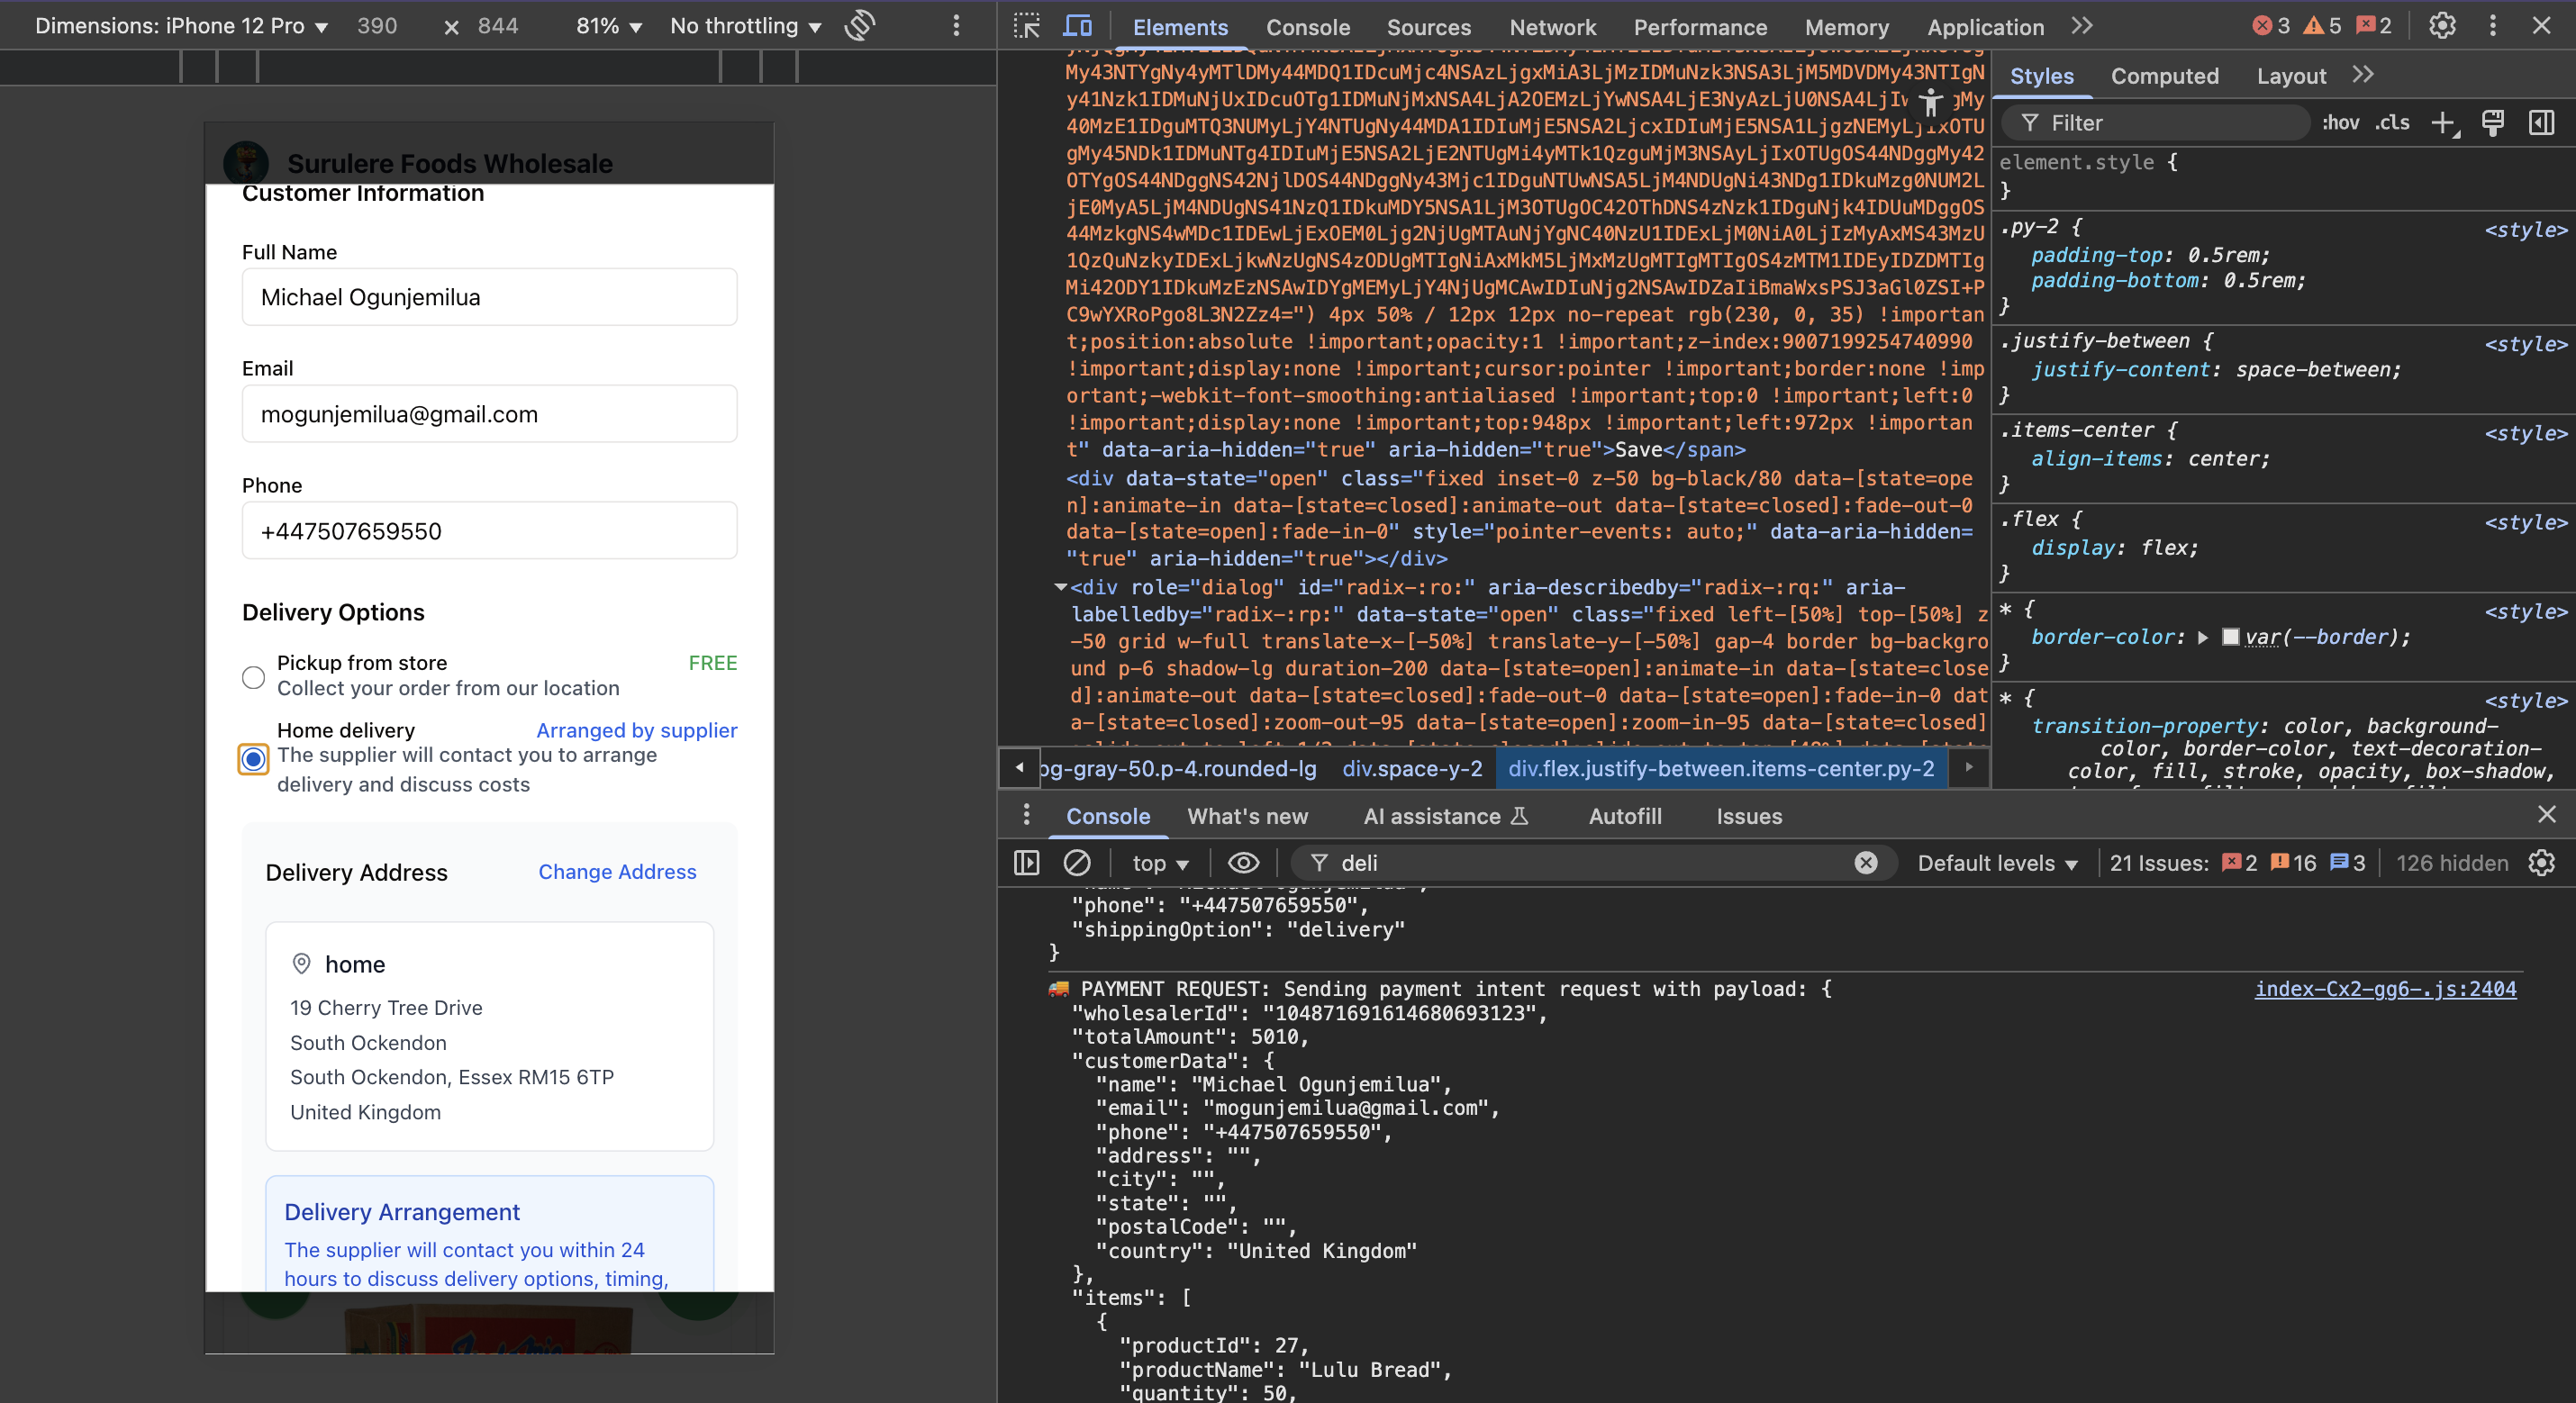 Dimensions: iPhone 12 Pro ▼ 390 × 844 81% ▼ No throttling ▼
Surulere Foods Wholesale
Customer Information
Full Name
Michael Ogunjemilua
Email
mogunjemilua@gmail.com
Phone
+447507659550
Delivery Options
Pickup from store FREE
Collect your order from our location
Home delivery Arranged by supplier
The supplier will contact you to arrange
delivery and discuss costs
Delivery Address Change Address
home
19 Cherry Tree Drive
South Ockendon
South Ockendon, Essex RM15 6TP
United Kingdom
Delivery Arrangement
The supplier will contact you within 24
hours to discuss delivery options, timing,
Elements Console Sources Network Performance Memory Application 3 5 2
C9wYXRoPgo8L3N2Zz4=") 4px 50% / 12px 12px no-repeat rgb(230, 0, 35) !importan
t;position:absolute !important;opacity:1 !important;z-index:9007199254740990
!important;display:none !important;cursor:pointer !important;border:none !imp
ortant;-webkit-font-smoothing:antialiased !important;top:0 !important;left:0
!important;display:none !important;top:948px !important;left:972px !importan
t" data-aria-hidden="true" aria-hidden="true">Save</span>
<div data-state="open" class="fixed inset-0 z-50 bg-black/80 data-[state=ope
n]:animate-in data-[state=closed]:animate-out data-[state=closed]:fade-out-0
data-[state=open]:fade-in-0" style="pointer-events: auto;" data-aria-hidden=
"true" aria-hidden="true"></div>
<div role="dialog" id="radix-:ro:" aria-describedby="radix-:rq:" aria-
labelledby="radix-:rp:" data-state="open" class="fixed left-[50%] top-[50%] z
-50 grid w-full translate-x-[-50%] translate-y-[-50%] gap-4 border bg-backgro
und p-6 shadow-lg duration-200 data-[state=open]:animate-in data-[state=close
d]:animate-out data-[state=closed]:fade-out-0 data-[state=open]:fade-in-0 dat
a-[state=closed]:zoom-out-95 data-[state=open]:zoom-in-95 data-[state=closed]
bg-gray-50.p-4.rounded-lg div.space-y-2 div.flex.justify-between.items-center.py-2
Styles Computed Layout
Filter :hov .cls
element.style {
}
.py-2 { <style>
padding-top: 0.5rem;
padding-bottom: 0.5rem;
}
.justify-between { <style>
justify-content: space-between;
}
.items-center { <style>
align-items: center;
}
.flex { <style>
display: flex;
}
* { <style>
border-color: ▶ var(--border);
}
* { <style>
transition-property: color, background-
color, border-color, text-decoration-
color, fill, stroke, opacity, box-shadow,
Console What's new AI assistance Autofill Issues
top ▼ deli Default levels ▼ 21 Issues: 2 16 3 126 hidden
"phone": "+447507659550",
"shippingOption": "delivery"
}
🚚 PAYMENT REQUEST: Sending payment intent request with payload: { index-Cx2-gg6-.js:2404
"wholesalerId": "104871691614680693123",
"totalAmount": 5010,
"customerData": {
"name": "Michael Ogunjemilua",
"email": "mogunjemilua@gmail.com",
"phone": "+447507659550",
"address": "",
"city": "",
"state": "",
"postalCode": "",
"country": "United Kingdom"
},
"items": [
{
"productId": 27,
"productName": "Lulu Bread",
"quantity": 50,